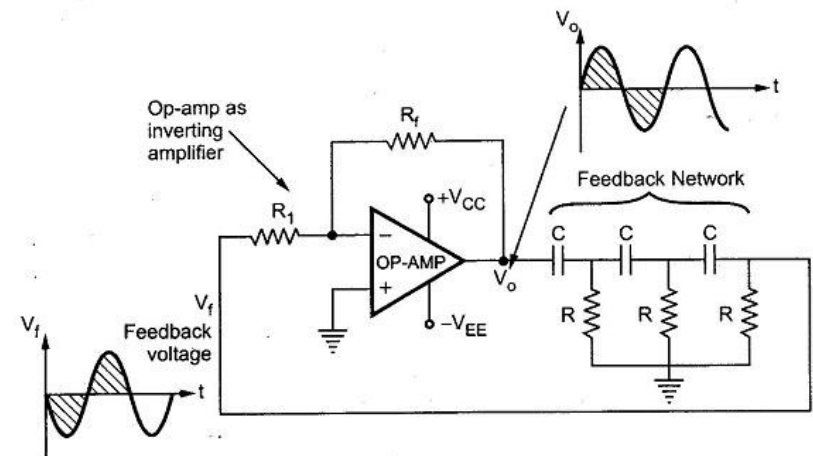 Vo
t
Op-amp as
inverting
amplifier
Rf
Feedback Network
+VCC
R1
C C C
−
OP-AMP
+
Vo
Vf
R R R
−VEE
Vf
Feedback
voltage
t